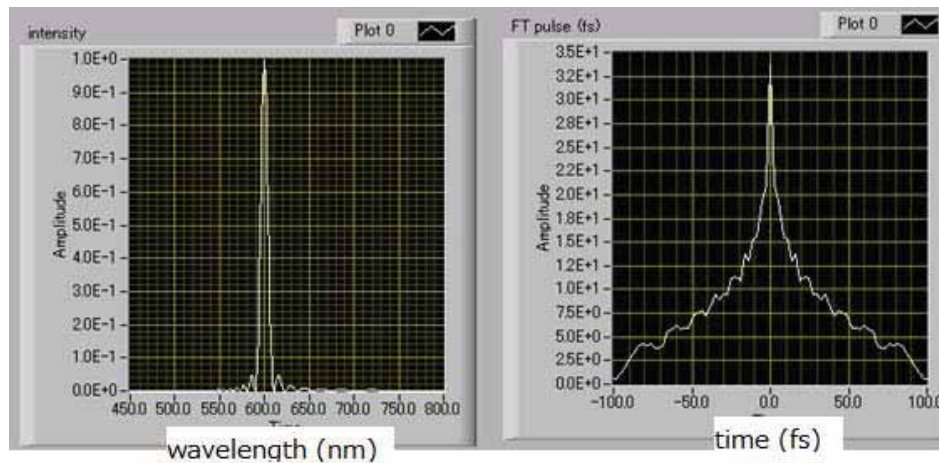 intensity
Plot 0
Amplitude
1.0E+0
9.0E-1
8.0E-1
7.0E-1
6.0E-1
5.0E-1
4.0E-1
3.0E-1
2.0E-1
1.0E-1
0.0E+0
450.0 500.0 550.0 600.0 650.0 700.0 750.0 800.0
Time
wavelength (nm)
FT pulse (fs)
Plot 0
Amplitude
3.5E+1
3.2E+1
3.0E+1
2.8E+1
2.5E+1
2.2E+1
2.0E+1
1.8E+1
1.5E+1
1.2E+1
1.0E+1
7.5E+0
5.0E+0
2.5E+0
0.0E+0
-100.0 -50.0 0.0 50.0 100.0
time (fs)